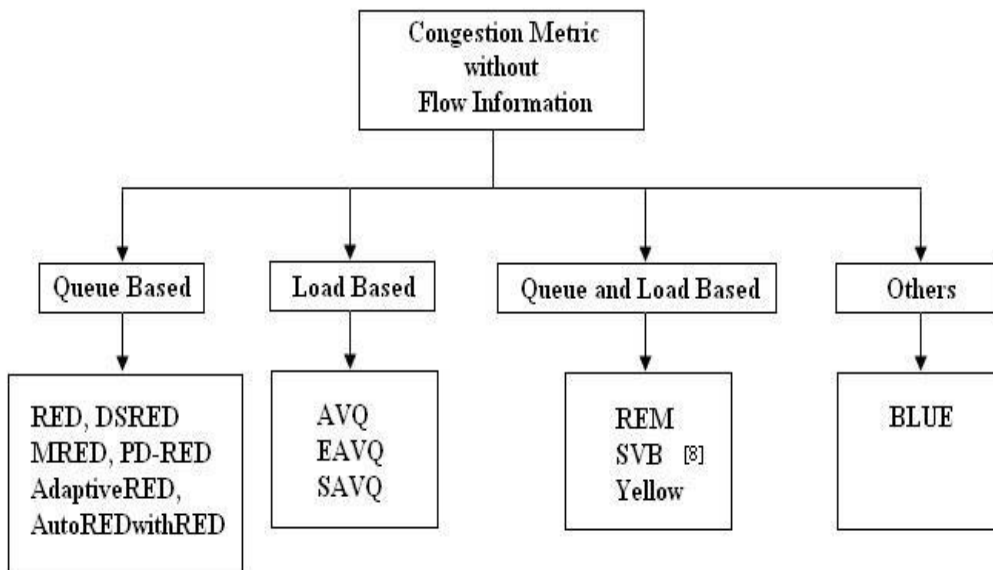 Congestion Metric
without
Flow Information
Queue Based
Load Based
Queue and Load Based
Others
RED, DSRED
MRED, PD-RED
AdaptiveRED,
AutoREDwithRED
AVQ
EAVQ
SAVQ
REM
SVB [8]
Yellow
BLUE